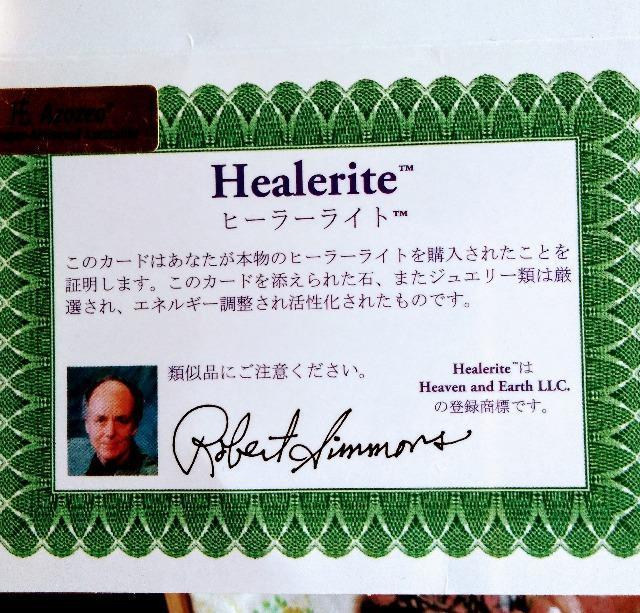 Azozeo™
Healerite™
ヒーラーライト™
このカードはあなたが本物のヒーラーライトを購入されたことを
証明します。このカードを添えられた石、またジュエリー類は厳
選され、エネルギー調整され活性化されたものです。
類似品にご注意ください。
Healerite™は
Heaven and Earth LLC.
の登録商標です。
Robert Simmons